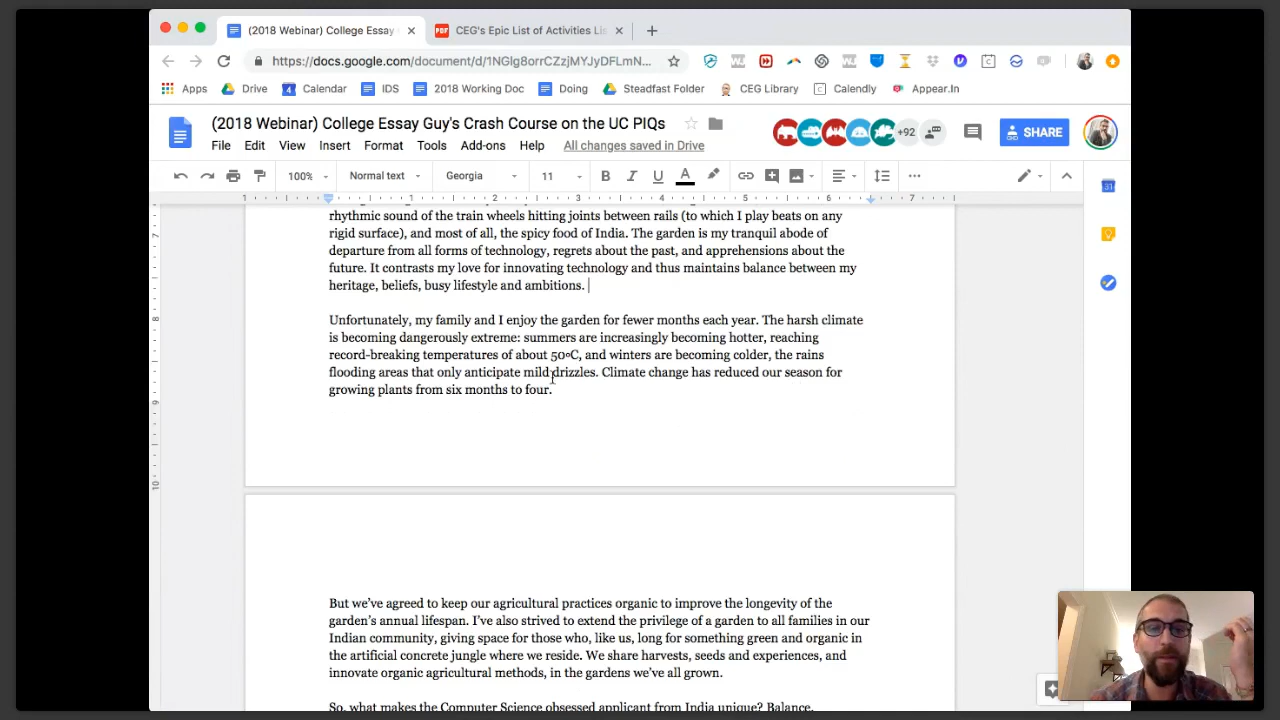 (2018 Webinar) College Essay
CEG's Epic List of Activities Lis
https://docs.google.com/document/d/1NGlg8orrCZzjMYJyDFLmN...
Apps
Drive
Calendar
IDS
2018 Working Doc
Doing
Steadfast Folder
CEG Library
Calendly
Appear.In
(2018 Webinar) College Essay Guy's Crash Course on the UC PIQs
+92
SHARE
File Edit View Insert Format Tools Add-ons Help All changes saved in Drive
100% Normal text Georgia 11 B I U A
1 1 2 3 4 5 6 7
rhythmic sound of the train wheels hitting joints between rails (to which I play beats on any
rigid surface), and most of all, the spicy food of India. The garden is my tranquil abode of
departure from all forms of technology, regrets about the past, and apprehensions about the
future. It contrasts my love for innovating technology and thus maintains balance between my
heritage, beliefs, busy lifestyle and ambitions.
Unfortunately, my family and I enjoy the garden for fewer months each year. The harsh climate
is becoming dangerously extreme: summers are increasingly becoming hotter, reaching
record-breaking temperatures of about 50ºC, and winters are becoming colder, the rains
flooding areas that only anticipate mild drizzles. Climate change has reduced our season for
growing plants from six months to four.
But we've agreed to keep our agricultural practices organic to improve the longevity of the
garden's annual lifespan. I've also strived to extend the privilege of a garden to all families in our
Indian community, giving space for those who, like us, long for something green and organic in
the artificial concrete jungle where we reside. We share harvests, seeds and experiences, and
innovate organic agricultural methods, in the gardens we've all grown.
So, what makes the Computer Science obsessed applicant from India unique? Balance.